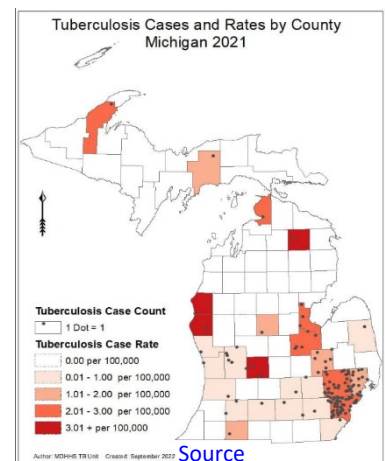 Tuberculosis Cases and Rates by County
Michigan 2021
Tuberculosis Case Count
1 Dot = 1
Tuberculosis Case Rate
0.00 per 100,000
0.01 - 1.00 per 100,000
1.01 - 2.00 per 100,000
2.01 - 3.00 per 100,000
3.01 + per 100,000
Author: MDHHS TB Unit Created: September 2022 Source